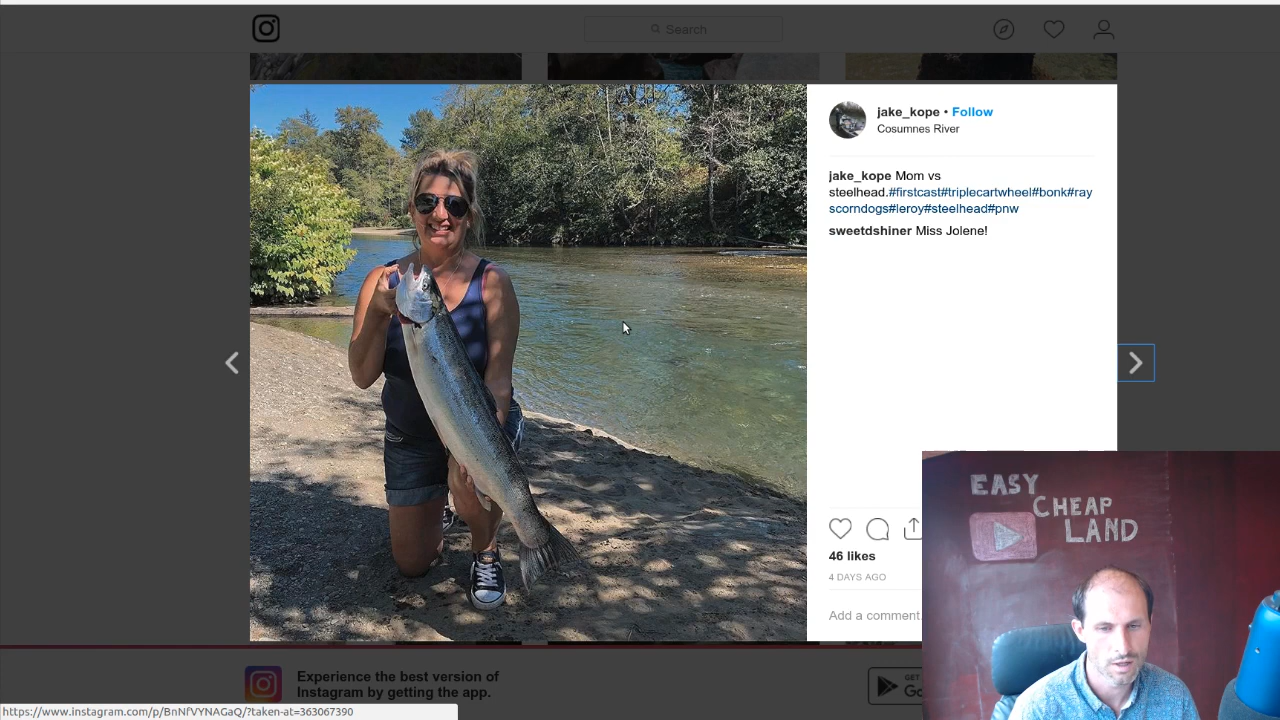 Search
jake_kope • Follow
Cosumnes River
jake_kope Mom vs
steelhead.#firstcast#triplecartwheel#bonk#ray
scorndogs#leroy#steelhead#pnw
sweetdshiner Miss Jolene!
46 likes
4 DAYS AGO
Add a comment
EASY
CHEAP
LAND
Experience the best version of
Instagram by getting the app.
GET
Go
https://www.instagram.com/p/BnNfVYNAGaQ/?taken-at=363067390